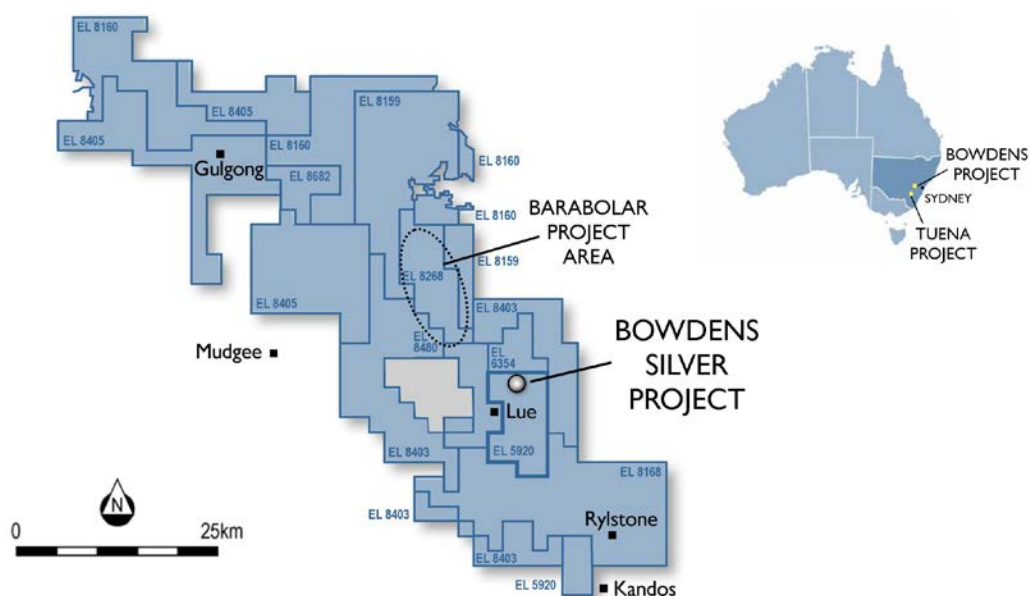 EL 8160
EL 8405
EL 8159
EL 8405
EL 8160
Gulgong
EL 8682
EL 8160
EL 8160
BARABOLAR
PROJECT
AREA
EL 8159
EL 8268
EL 8405
EL 8403
Mudgee
EL
8480
EL
6354
BOWDENS
SILVER
PROJECT
Lue
EL 5920
EL 8403
EL 8168
EL 8403
Rylstone
EL 8403
EL 5920
Kandos
N
0
25km
BOWDENS
PROJECT
SYDNEY
TUENA
PROJECT